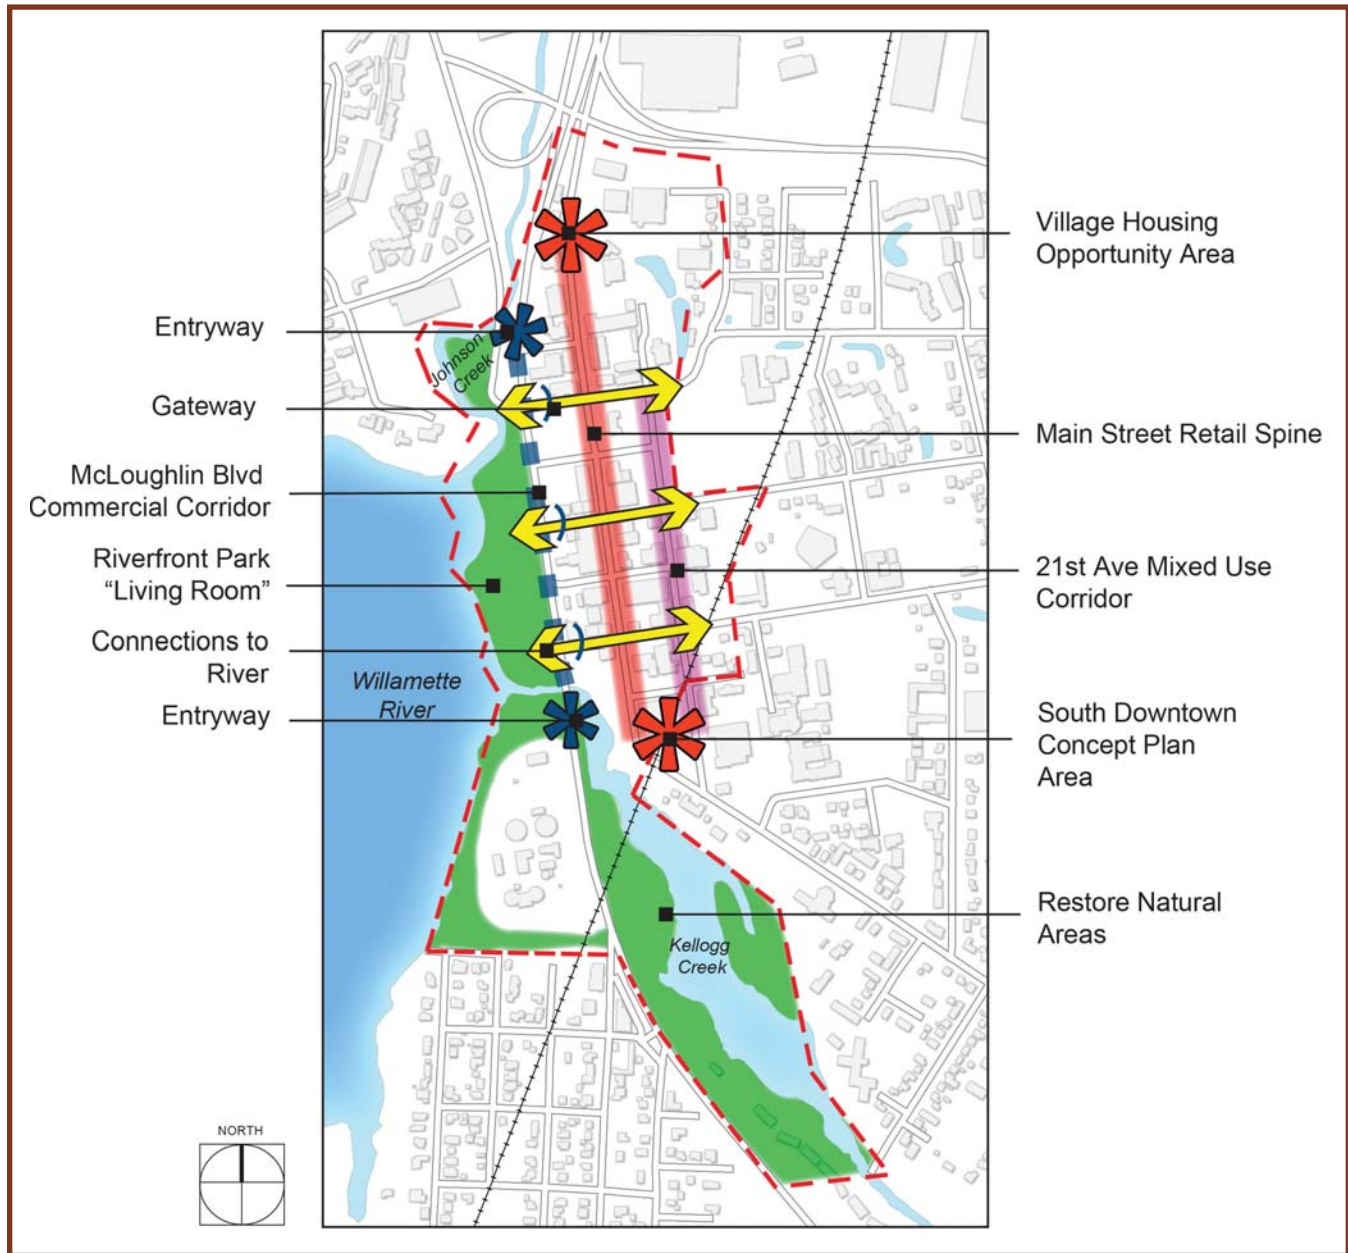 Entryway
Gateway
McLoughlin Blvd
Commercial Corridor
Riverfront Park
“Living Room”
Connections to
River
Entryway
Johnson
Creek
Willamette
River
Kellogg
Creek
Village Housing
Opportunity Area
Main Street Retail Spine
21st Ave Mixed Use
Corridor
South Downtown
Concept Plan
Area
Restore Natural
Areas
NORTH